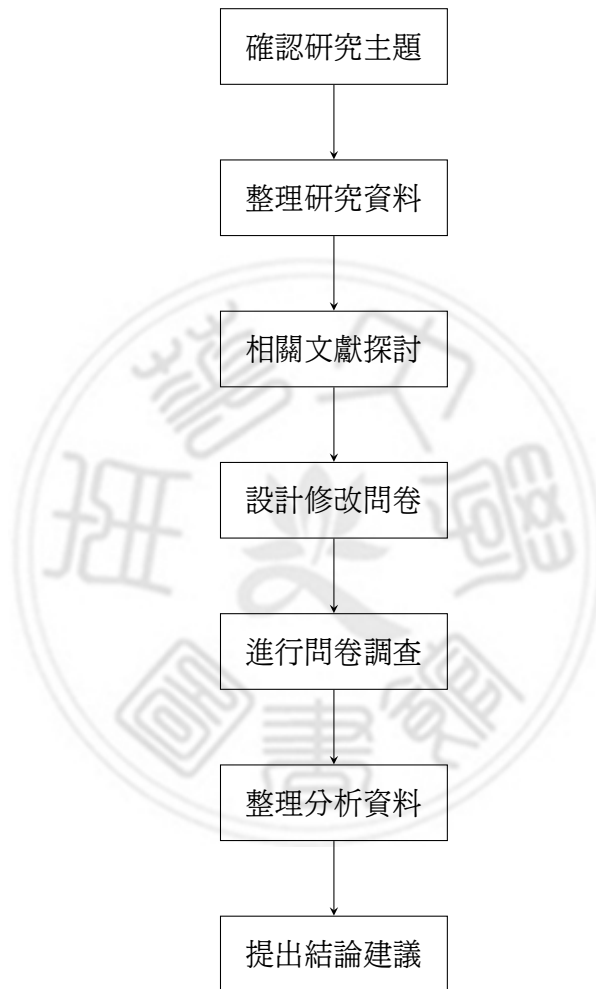 確認研究主題
整理研究資料
相關文獻探討
設計修改問卷
進行問卷調查
整理分析資料
提出結論建議